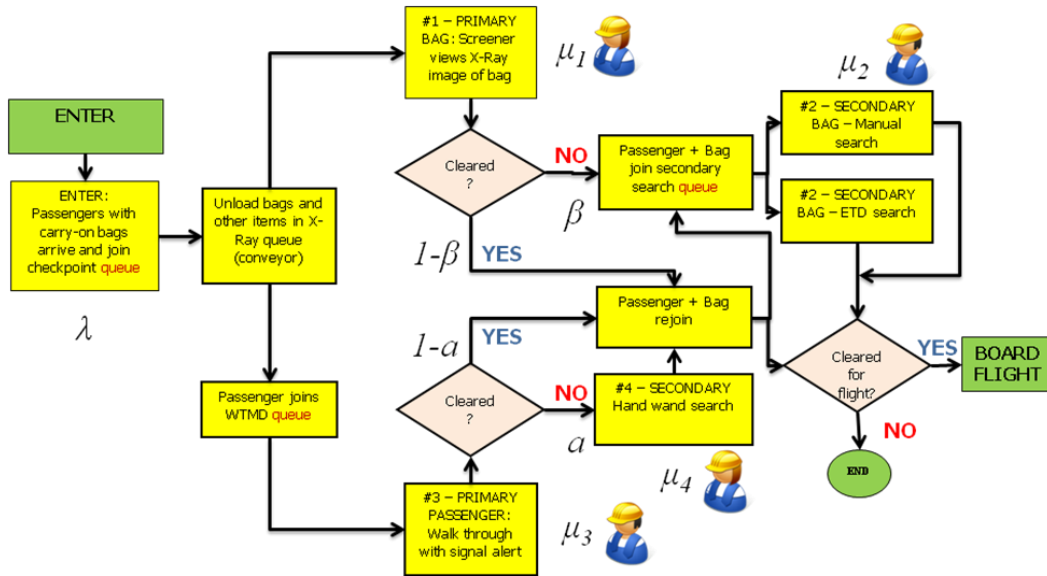 ENTER
ENTER:
Passengers with
carry-on bags
arrive and join
checkpoint queue
λ
Unload bags and
other items in X-
Ray queue
(conveyor)
Passenger joins
WTMD queue
#1 – PRIMARY
BAG: Screener
views X-Ray
image of bag
μ1
Cleared
?
NO
β
1-β
YES
Passenger + Bag
join secondary
search queue
μ2
#2 – SECONDARY
BAG – Manual
search
#2 – SECONDARY
BAG – ETD search
Passenger + Bag
rejoin
1-a
YES
Cleared
?
NO
a
#4 – SECONDARY
Hand wand search
μ4
#3 – PRIMARY
PASSENGER:
Walk through
with signal alert
μ3
Cleared
for
flight?
YES
BOARD
FLIGHT
NO
END